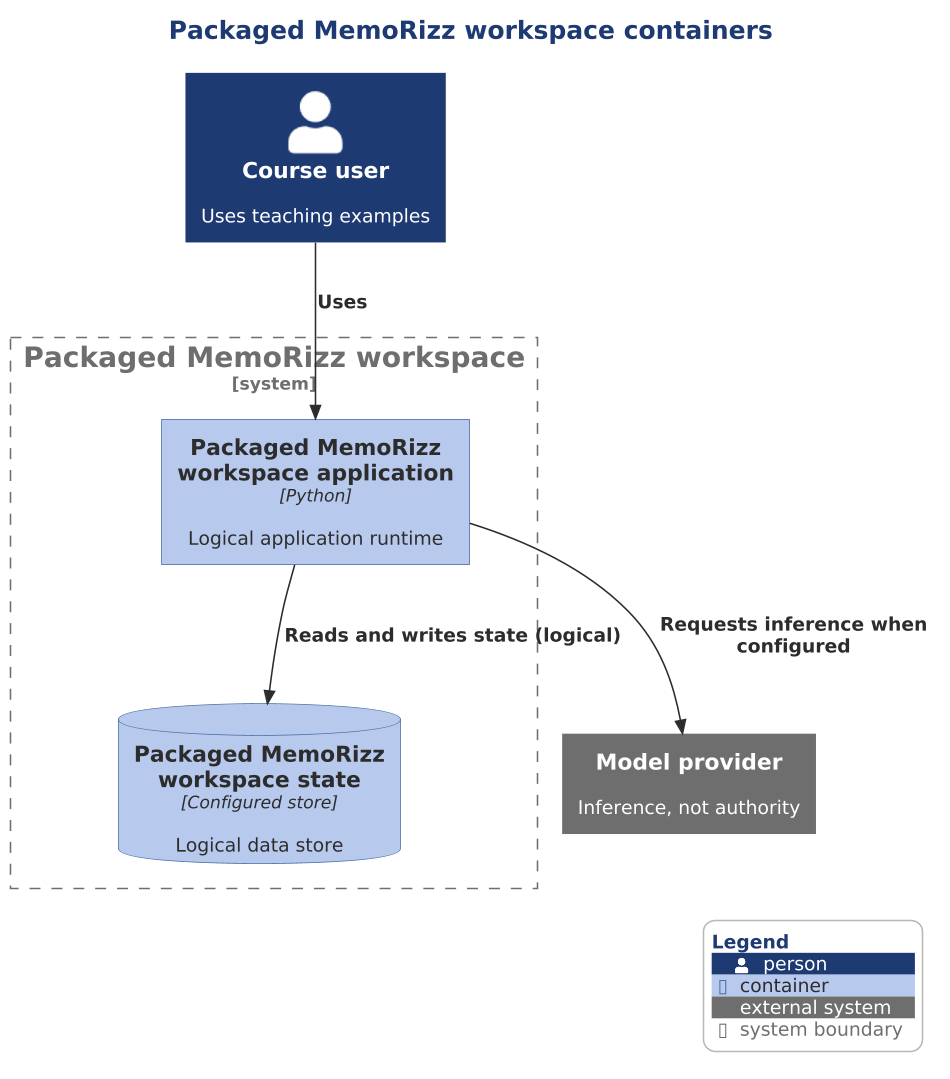 Packaged MemoRizz workspace containers
Course user
Uses teaching examples
Uses
Packaged MemoRizz workspace
[system]
Packaged MemoRizz
workspace application
[Python]
Logical application runtime
Reads and writes state (logical)
Requests inference when
configured
Packaged MemoRizz
workspace state
[Configured store]
Logical data store
Model provider
Inference, not authority
Legend
person
container
external system
system boundary